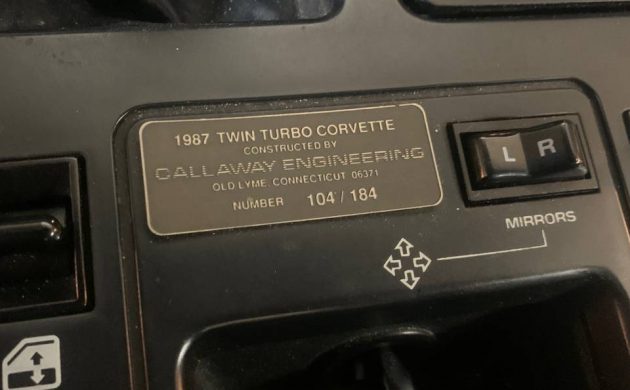 1987 TWIN TURBO CORVETTE
CONSTRUCTED BY
CALLAWAY ENGINEERING
OLD LYME, CONNECTICUT 06371
NUMBER 104 / 184
L R
MIRRORS